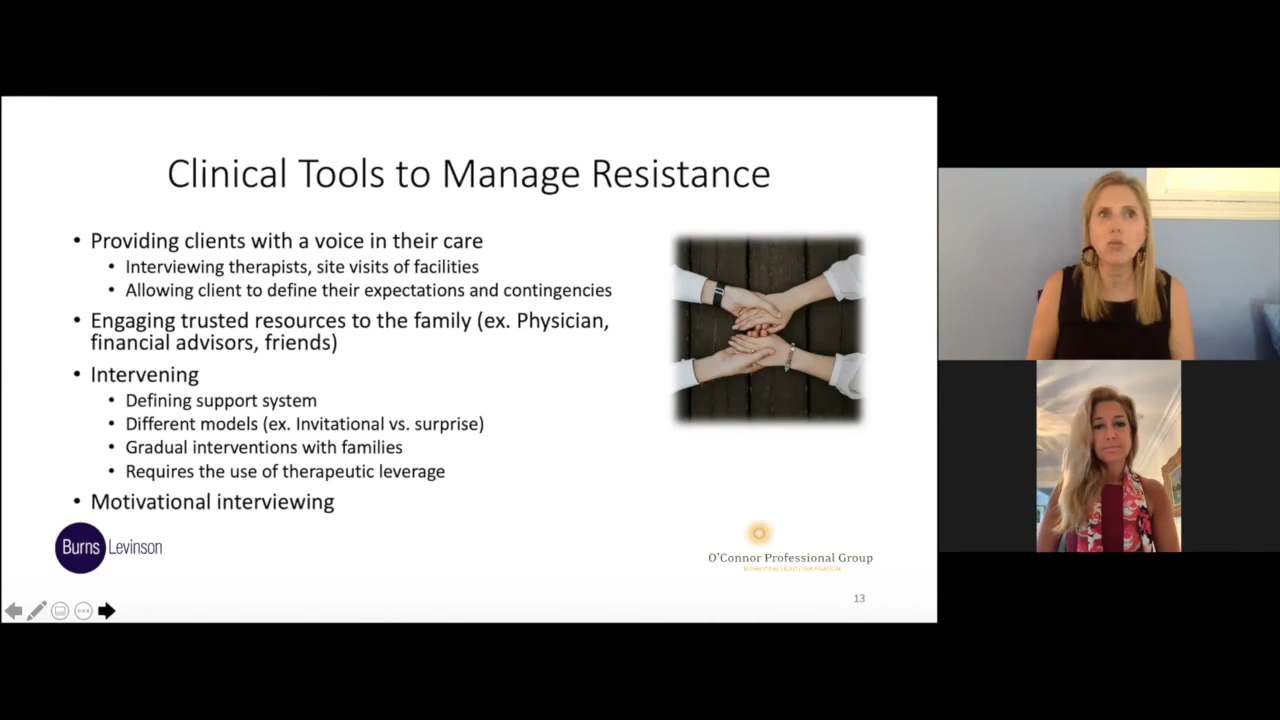 Clinical Tools to Manage Resistance
• Providing clients with a voice in their care
• Interviewing therapists, site visits of facilities
• Allowing client to define their expectations and contingencies
• Engaging trusted resources to the family (ex. Physician,
financial advisors, friends)
• Intervening
• Defining support system
• Different models (ex. Invitational vs. surprise)
• Gradual interventions with families
• Requires the use of therapeutic leverage
• Motivational interviewing
Burns Levinson
O'Connor Professional Group
BEHAVIORAL HEALTH NAVIGATION
13